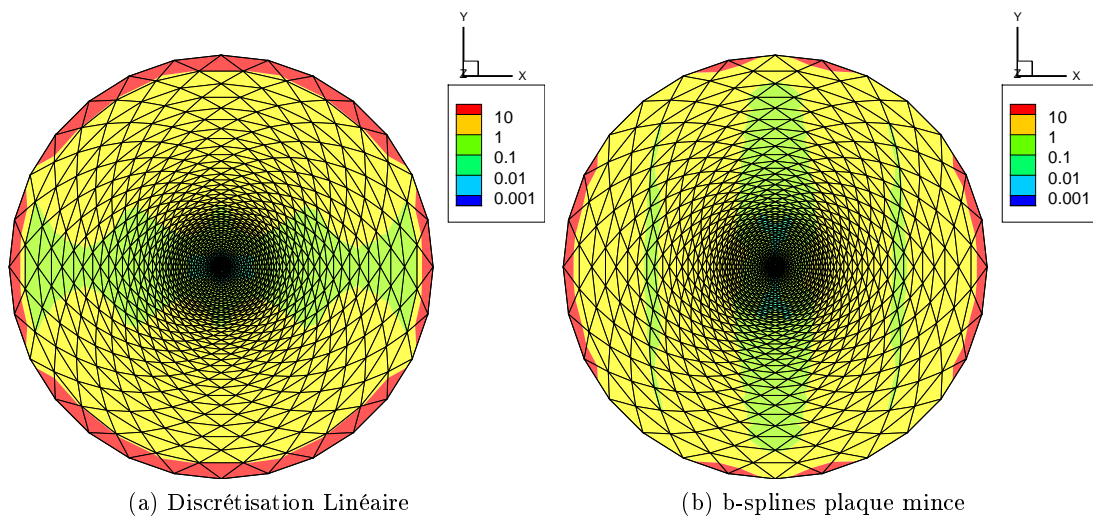 Y
Z
X
10
1
0.1
0.01
0.001
(a) Discrétisation Linéaire
Y
Z
X
10
1
0.1
0.01
0.001
(b) b-splines plaque mince